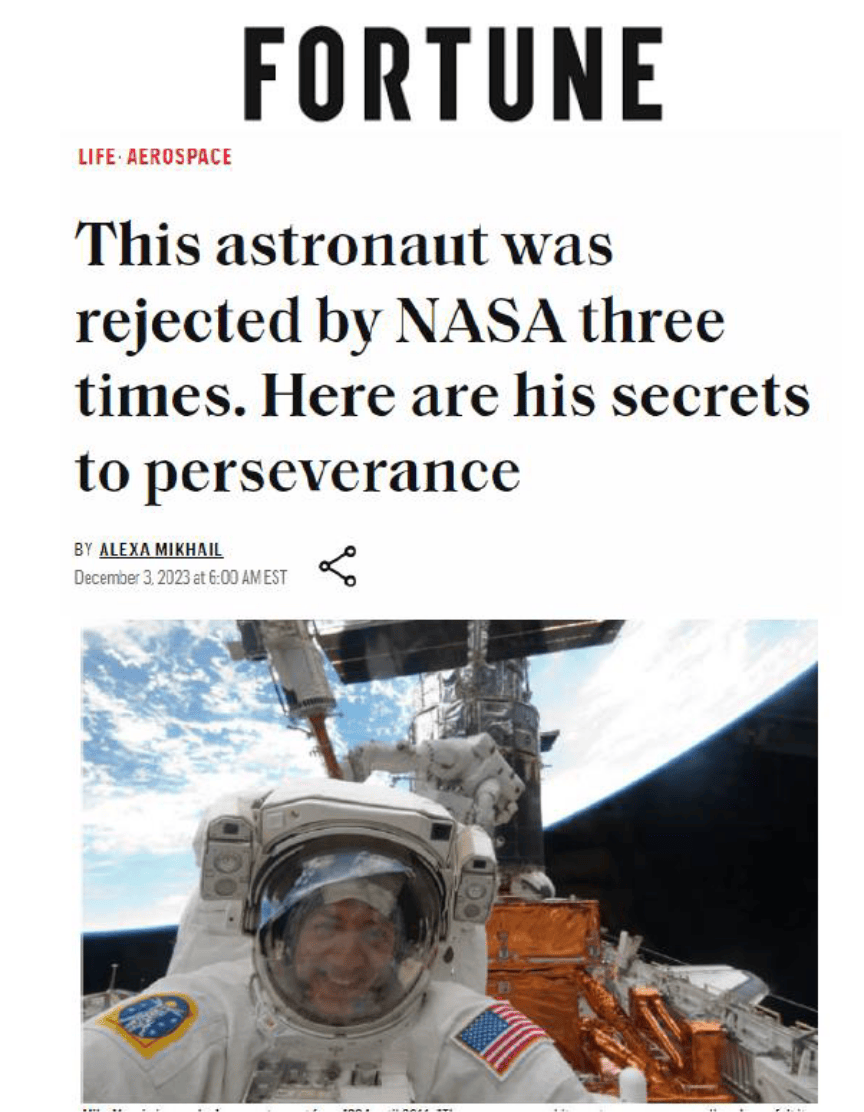 FORTUNE
LIFE· AEROSPACE
This astronaut was
rejected by NASA three
times. Here are his secrets
to perseverance
BY ALEXA MIKHAIL
December 3, 2023 at 6:00 AM EST